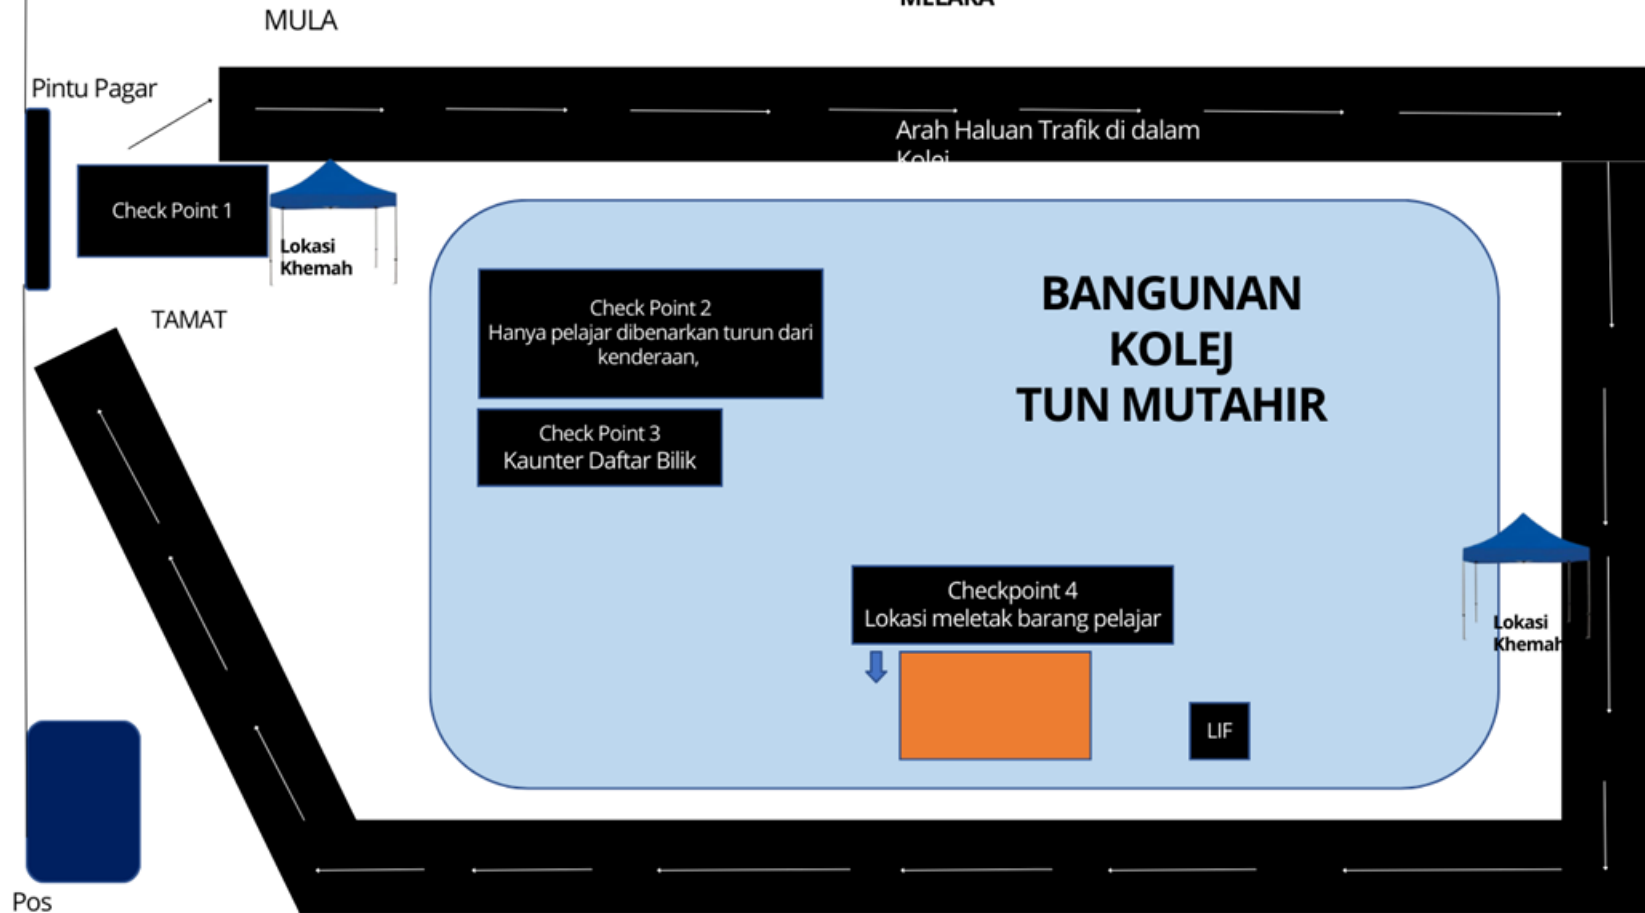 MELAKA
MULA
Pintu Pagar
Arah Haluan Trafik di dalam
Kolej
Check Point 1
Lokasi
Khemah
TAMAT
Check Point 2
Hanya pelajar dibenarkan turun dari
kenderaan,
BANGUNAN
KOLEJ
TUN MUTAHIR
Check Point 3
Kaunter Daftar Bilik
Checkpoint 4
Lokasi meletak barang pelajar
Lokasi
Khemah
LIF
Pos